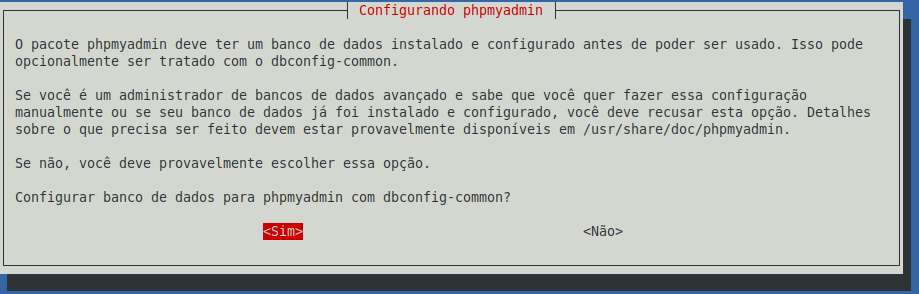 Configurando phpmyadmin
O pacote phpmyadmin deve ter um banco de dados instalado e configurado antes de poder ser usado. Isso pode
opcionalmente ser tratado com o dbconfig-common.
Se você é um administrador de bancos de dados avançado e sabe que você quer fazer essa configuração
manualmente ou se seu banco de dados já foi instalado e configurado, você deve recusar esta opção. Detalhes
sobre o que precisa ser feito devem estar provavelmente disponíveis em /usr/share/doc/phpmyadmin.
Se não, você deve provavelmente escolher essa opção.
Configurar banco de dados para phpmyadmin com dbconfig-common?
<Sim> <Não>